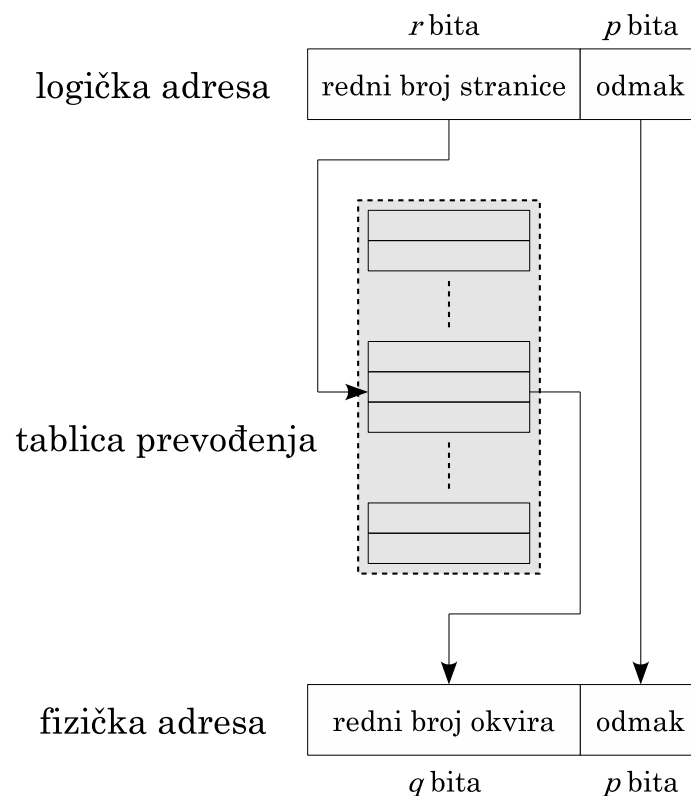 r bita p bita
logička adresa redni broj stranice odmak
tablica prevođenja
fizička adresa redni broj okvira odmak
q bita p bita